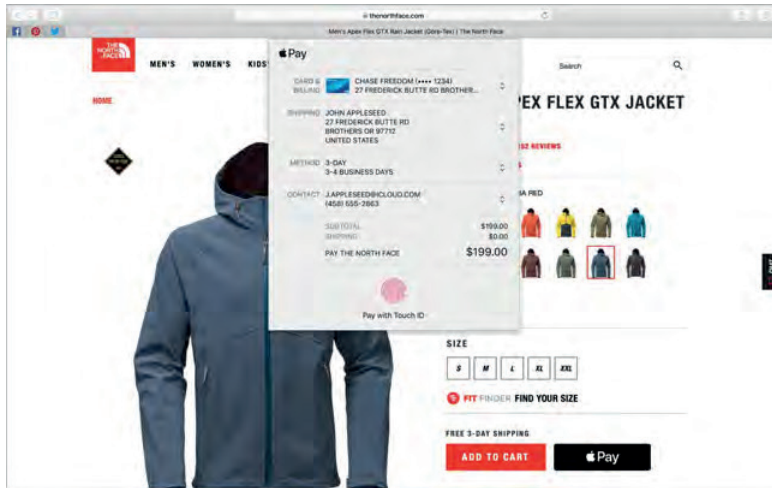 thenorthface.com
Men's Apex Flex GTX Rain Jacket (Gore-Tex) | The North Face
THE
NORTH
FACE
MEN'S WOMEN'S KIDS'
Search
HOME
PEX FLEX GTX JACKET
152 REVIEWS
RED
Pay
CARD &
BILLING
CHASE FREEDOM (•••• 1234)
27 FREDERICK BUTTE RD BROTHER...
SHIPPING
JOHN APPLESEED
27 FREDERICK BUTTE RD
BROTHERS OR 97712
UNITED STATES
METHOD
3-DAY
3-4 BUSINESS DAYS
CONTACT
J.APPLESEED@ICLOUD.COM
(458) 555-2863
SUBTOTAL $199.00
SHIPPING $0.00
PAY THE NORTH FACE $199.00
Pay with Touch ID
SIZE
S M L XL XXL
FIT FINDER FIND YOUR SIZE
FREE 3-DAY SHIPPING
ADD TO CART
Pay